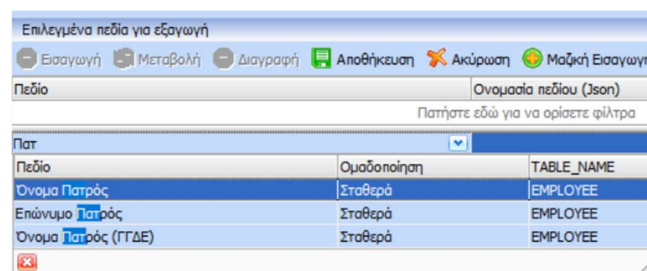 Επιλεγμένα πεδία για εξαγωγή
Εισαγωγή Μεταβολή Διαγραφή Αποθήκευση Ακύρωση Μαζική Εισαγωγή
Πεδίο Ονομασία πεδίου (Json)
Πατήστε εδώ για να ορίσετε φίλτρα
Πατ
Πεδίο Ομαδοποίηση TABLE_NAME
Όνομα Πατρός Σταθερά EMPLOYEE
Επώνυμο Πατρός Σταθερά EMPLOYEE
Όνομα Πατρός (ΓΓΔΕ) Σταθερά EMPLOYEE